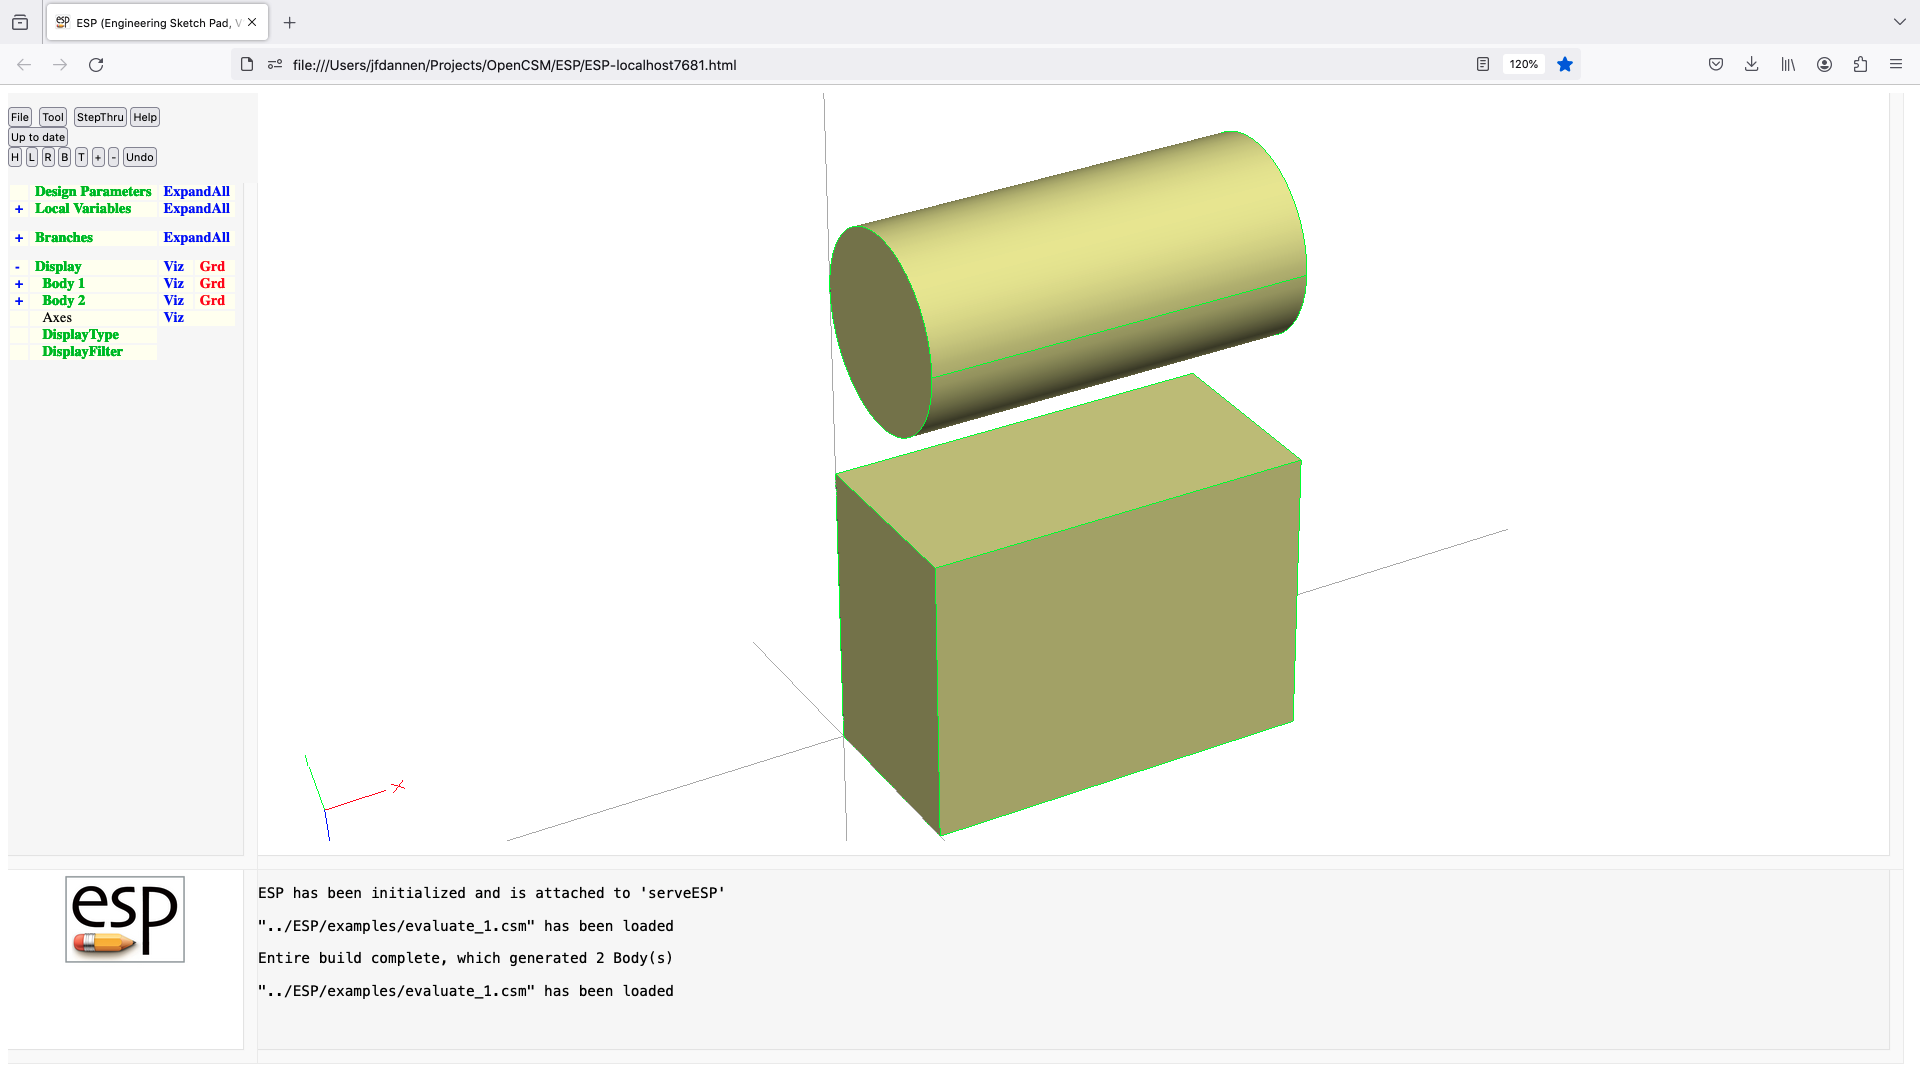 ESP (Engineering Sketch Pad, V
file:///Users/jfdannen/Projects/OpenCSM/ESP/ESP-localhost7681.html
120%
File Tool StepThru Help
Up to date
H L R B T + - Undo
Design Parameters ExpandAll
+ Local Variables ExpandAll
+ Branches ExpandAll
- Display Viz Grd
+ Body 1 Viz Grd
+ Body 2 Viz Grd
Axes Viz
DisplayType
DisplayFilter
X
esp
ESP has been initialized and is attached to 'serveESP'
"../ESP/examples/evaluate_1.csm" has been loaded
Entire build complete, which generated 2 Body(s)
"../ESP/examples/evaluate_1.csm" has been loaded